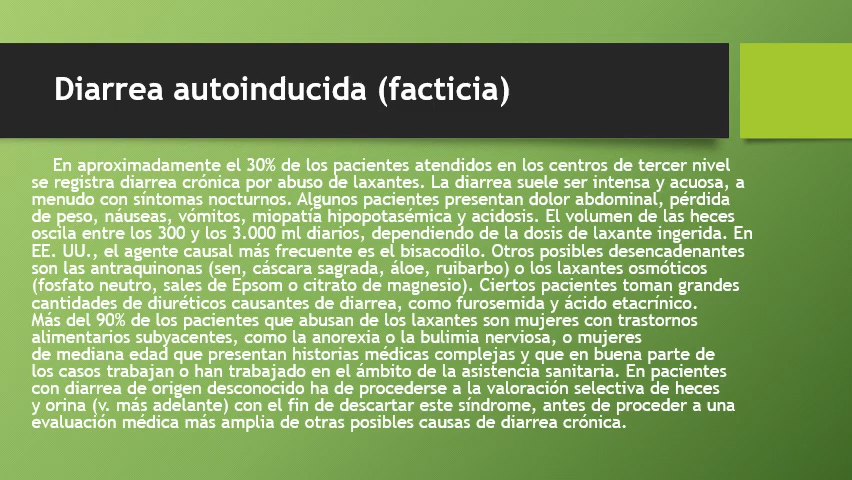 Diarrea autoinducida (facticia)
En aproximadamente el 30% de los pacientes atendidos en los centros de tercer nivel
se registra diarrea crónica por abuso de laxantes. La diarrea suele ser intensa y acuosa, a
menudo con síntomas nocturnos. Algunos pacientes presentan dolor abdominal, pérdida
de peso, náuseas, vómitos, miopatía hipopotasémica y acidosis. El volumen de las heces
oscila entre los 300 y los 3.000 ml diarios, dependiendo de la dosis de laxante ingerida. En
EE. UU., el agente causal más frecuente es el bisacodilo. Otros posibles desencadenantes
son las antraquinonas (sen, cáscara sagrada, áloe, ruibarbo) o los laxantes osmóticos
(fosfato neutro, sales de Epsom o citrato de magnesio). Ciertos pacientes toman grandes
cantidades de diuréticos causantes de diarrea, como furosemida y ácido etacrínico.
Más del 90% de los pacientes que abusan de los laxantes son mujeres con trastornos
alimentarios subyacentes, como la anorexia o la bulimia nerviosa, o mujeres
de mediana edad que presentan historias médicas complejas y que en buena parte de
los casos trabajan o han trabajado en el ámbito de la asistencia sanitaria. En pacientes
con diarrea de origen desconocido ha de procederse a la valoración selectiva de heces
y orina (v. más adelante) con el fin de descartar este síndrome, antes de proceder a una
evaluación médica más amplia de otras posibles causas de diarrea crónica.